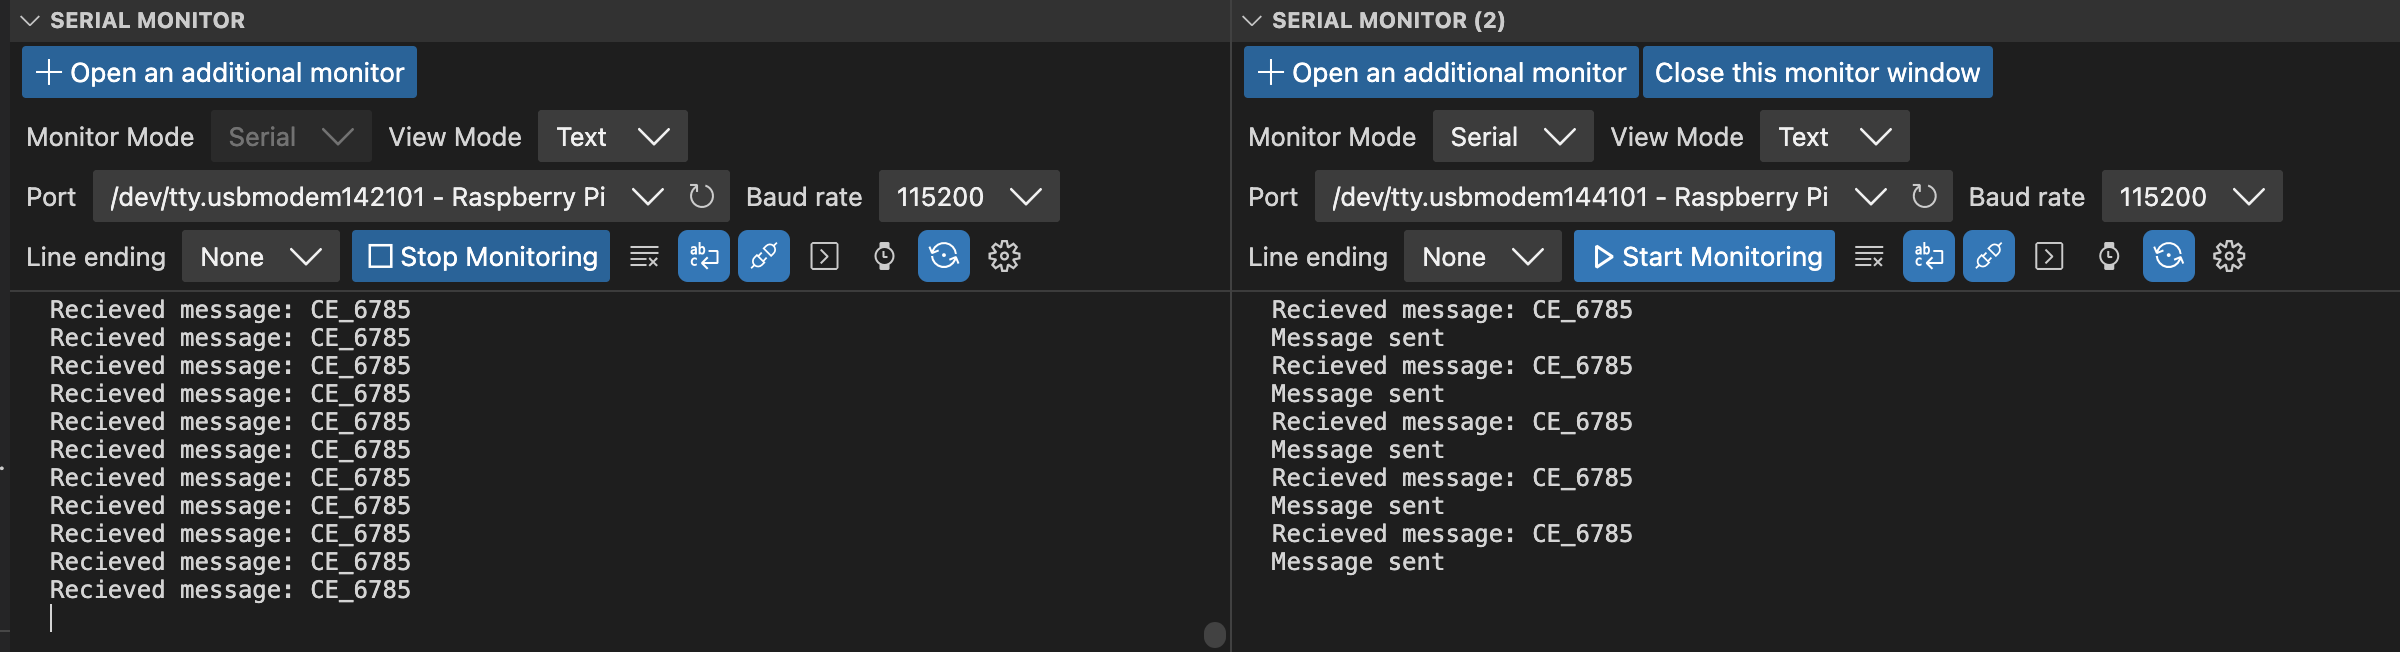 SERIAL MONITOR
Open an additional monitor
Monitor Mode Serial View Mode Text
Port /dev/tty.usbmodem142101 - Raspberry Pi Baud rate 115200
Line ending None Stop Monitoring
Recieved message: CE_6785
Recieved message: CE_6785
Recieved message: CE_6785
Recieved message: CE_6785
Recieved message: CE_6785
Recieved message: CE_6785
Recieved message: CE_6785
Recieved message: CE_6785
Recieved message: CE_6785
Recieved message: CE_6785
Recieved message: CE_6785
SERIAL MONITOR (2)
Open an additional monitor Close this monitor window
Monitor Mode Serial View Mode Text
Port /dev/tty.usbmodem144101 - Raspberry Pi Baud rate 115200
Line ending None Start Monitoring
Recieved message: CE_6785
Message sent
Recieved message: CE_6785
Message sent
Recieved message: CE_6785
Message sent
Recieved message: CE_6785
Message sent
Recieved message: CE_6785
Message sent